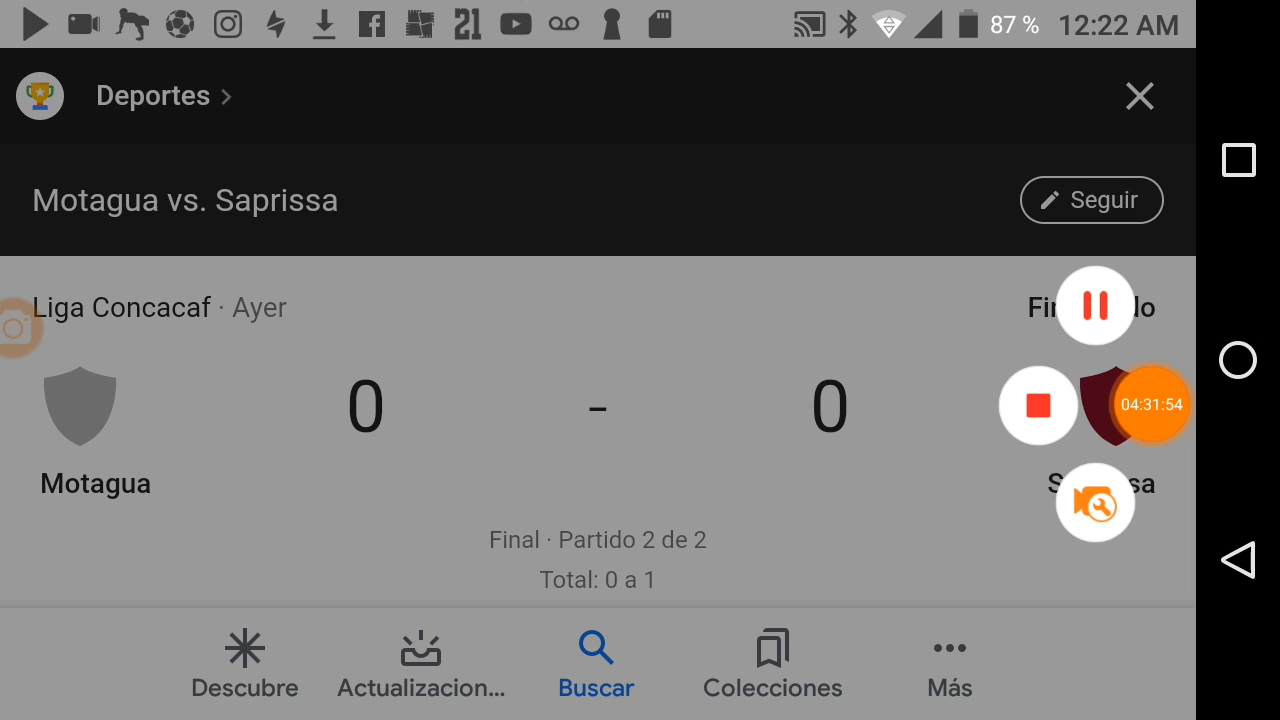 21 87 % 12:22 AM
Deportes
Motagua vs. Saprissa
Seguir
Liga Concacaf · Ayer
0 - 0
04:31:54
Motagua
Final · Partido 2 de 2
Total: 0 a 1
Descubre Actualizacion... Buscar Colecciones Más